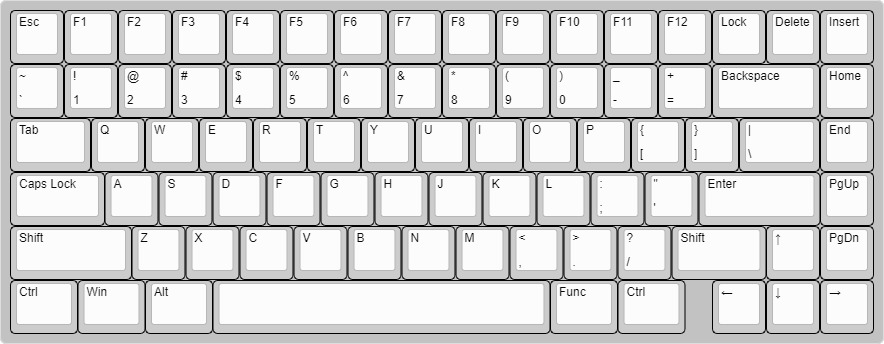 Esc F1 F2 F3 F4 F5 F6 F7 F8 F9 F10 F11 F12 Lock Delete Insert
~ ! @ # $ % ^ & * ( ) _ + Backspace Home
` 1 2 3 4 5 6 7 8 9 0 - =
Tab Q W E R T Y U I O P { } | End
[ ] \
Caps Lock A S D F G H J K L : " Enter PgUp
; '
Shift Z X C V B N M < > ? Shift ↑ PgDn
, . /
Ctrl Win Alt Func Ctrl ← ↓ →